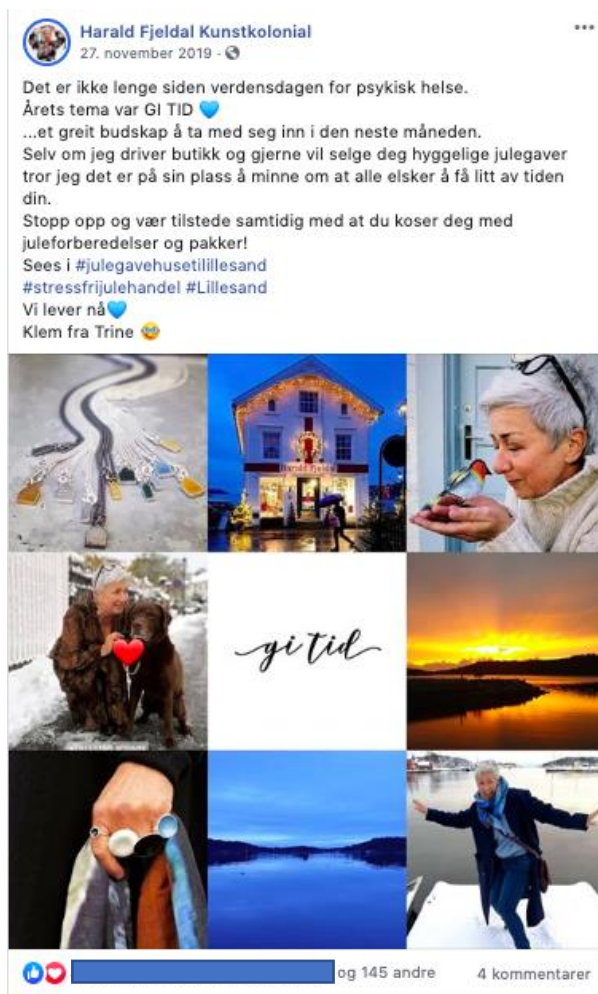 Harald Fjeldal Kunstkolonial
27. november 2019 ·
Det er ikke lenge siden verdensdagen for psykisk helse.
Årets tema var GI TID 💙
...et greit budskap å ta med seg inn i den neste måneden.
Selv om jeg driver butikk og gjerne vil selge deg hyggelige julegaver
tror jeg det er på sin plass å minne om at alle elsker å få litt av tiden
din.
Stopp opp og vær tilstede samtidig med at du koser deg med
juleforberedelser og pakker!
Sees i #julegavehusetilillesand
#stressfrijulehandel #Lillesand
Vi lever nå💙
Klem fra Trine 🥰
Harald Fjeldal
gi tid
og 145 andre
4 kommentarer